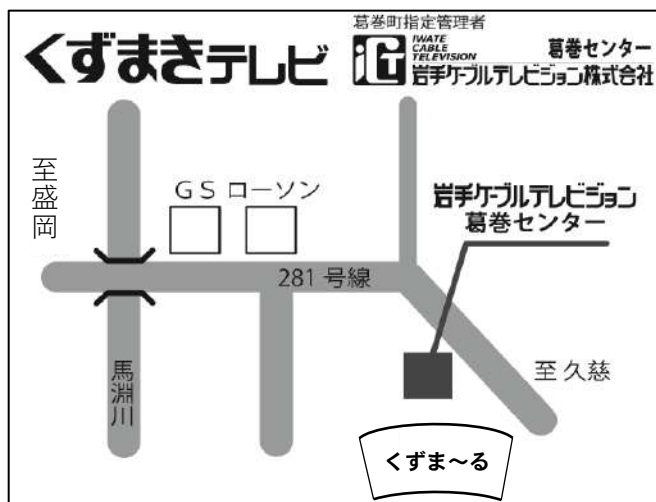 くずまきテレビ
葛巻町指定管理者
ICT
IWATE
CABLE
TELEVISION
葛巻センター
岩手ケーブルテレビジョン株式会社
至盛岡
GS ローソン
岩手ケーブルテレビジョン
葛巻センター
281号線
馬淵川
至久慈
くずま～る